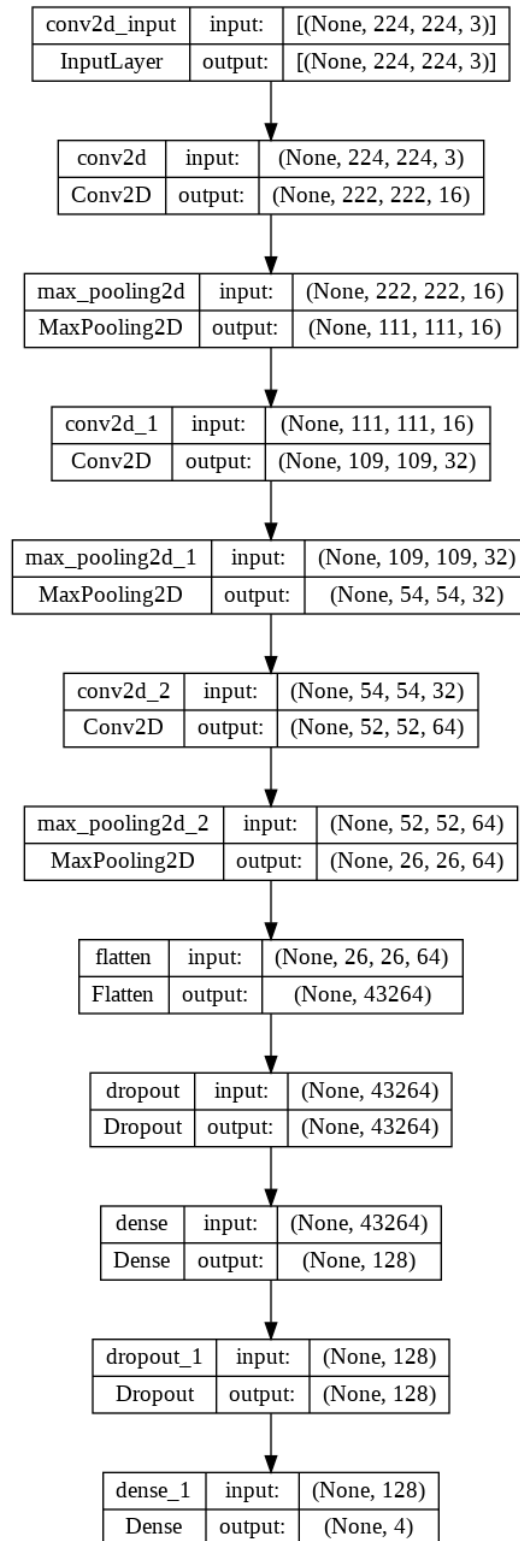 conv2d_input input: [(None, 224, 224, 3)]
InputLayer output: [(None, 224, 224, 3)]
conv2d input: (None, 224, 224, 3)
Conv2D output: (None, 222, 222, 16)
max_pooling2d input: (None, 222, 222, 16)
MaxPooling2D output: (None, 111, 111, 16)
conv2d_1 input: (None, 111, 111, 16)
Conv2D output: (None, 109, 109, 32)
max_pooling2d_1 input: (None, 109, 109, 32)
MaxPooling2D output: (None, 54, 54, 32)
conv2d_2 input: (None, 54, 54, 32)
Conv2D output: (None, 52, 52, 64)
max_pooling2d_2 input: (None, 52, 52, 64)
MaxPooling2D output: (None, 26, 26, 64)
flatten input: (None, 26, 26, 64)
Flatten output: (None, 43264)
dropout input: (None, 43264)
Dropout output: (None, 43264)
dense input: (None, 43264)
Dense output: (None, 128)
dropout_1 input: (None, 128)
Dropout output: (None, 128)
dense_1 input: (None, 128)
Dense output: (None, 4)